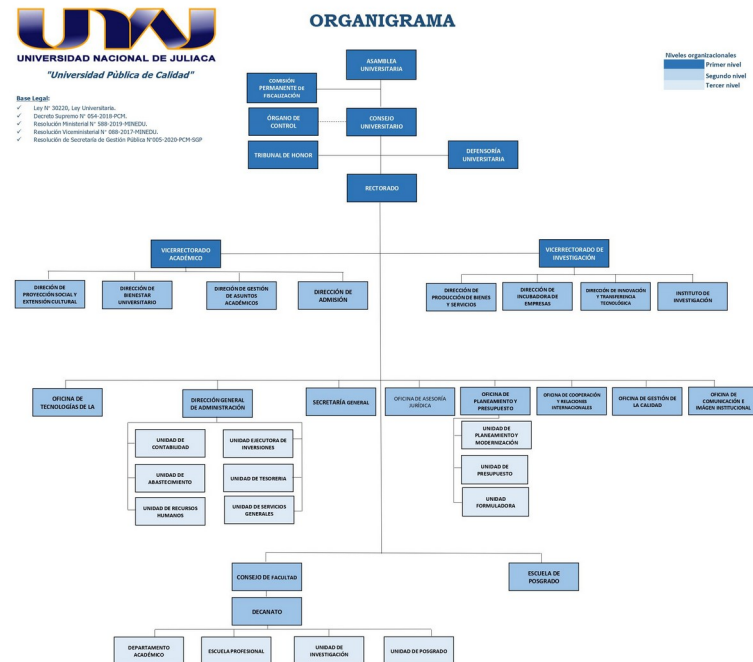 ORGANIGRAMA
UNAJ
UNIVERSIDAD NACIONAL DE JULIACA
"Universidad Pública de Calidad"
Base Legal:
✓ Ley N° 30220, Ley Universitaria.
✓ Decreto Supremo N° 054-2018-PCM.
✓ Resolución Ministerial N° 588-2019-MINEDU.
✓ Resolución Viceministerial N° 088-2017-MINEDU.
✓ Resolución de Secretaría de Gestión Pública N°005-2020-PCM-SGP
Niveles organizacionales
Primer nivel
Segundo nivel
Tercer nivel
ASAMBLEA
UNIVERSITARIA
COMISIÓN
PERMANENTE DE
FISCALIZACIÓN
ÓRGANO DE
CONTROL
CONSEJO
UNIVERSITARIO
TRIBUNAL DE HONOR
DEFENSORÍA
UNIVERSITARIA
RECTORADO
VICERRECTORADO
ACADÉMICO
VICERRECTORADO DE
INVESTIGACIÓN
DIRECIÓN DE
PROYECCIÓN SOCIAL Y
EXTENSIÓN CULTURAL
DIRECCIÓN DE
BIENESTAR
UNIVERSITARIO
DIRECCIÓN DE GESTIÓN
DE ASUNTOS
ACADÉMICOS
DIRECCIÓN DE
ADMISIÓN
DIRECCIÓN DE
PRODUCCIÓN DE BIENES
Y SERVICIOS
DIRECCIÓN DE
INCUBADORA DE
EMPRESAS
DIRECCIÓN DE INNOVACIÓN
Y TRANSFERENCIA
TECNOLÓGICA
INSTITUTO DE
INVESTIGACIÓN
OFICINA DE
TECNOLOGÍAS DE LA
DIRECCIÓN GENERAL
DE ADMINISTRACIÓN
SECRETARÍA GENERAL
OFICINA DE ASESORÍA
JURÍDICA
OFICINA DE
PLANEAMIENTO Y
PRESUPUESTO
OFICINA DE COOPERACIÓN
Y RELACIONES
INTERNACIONALES
OFICINA DE GESTIÓN DE
LA CALIDAD
OFICINA DE
COMUNICACIÓN E
IMÁGEN INSTITUCIONAL
UNIDAD DE
CONTABILIDAD
UNIDAD EJECUTORA DE
INVERSIONES
UNIDAD DE
PLANEAMIENTO Y
MODERNIZACIÓN
UNIDAD DE
ABASTECIMIENTO
UNIDAD DE TESORERIA
UNIDAD DE
PRESUPUESTO
UNIDAD DE RECURSOS
HUMANOS
UNIDAD DE SERVICIOS
GENERALES
UNIDAD
FORMULADORA
CONSEJO DE FACULTAD
ESCUELA DE
POSGRADO
DECANATO
DEPARTAMENTO
ACADÉMICO
ESCUELA PROFESIONAL
UNIDAD DE
INVESTIGACIÓN
UNIDAD DE POSGRADO